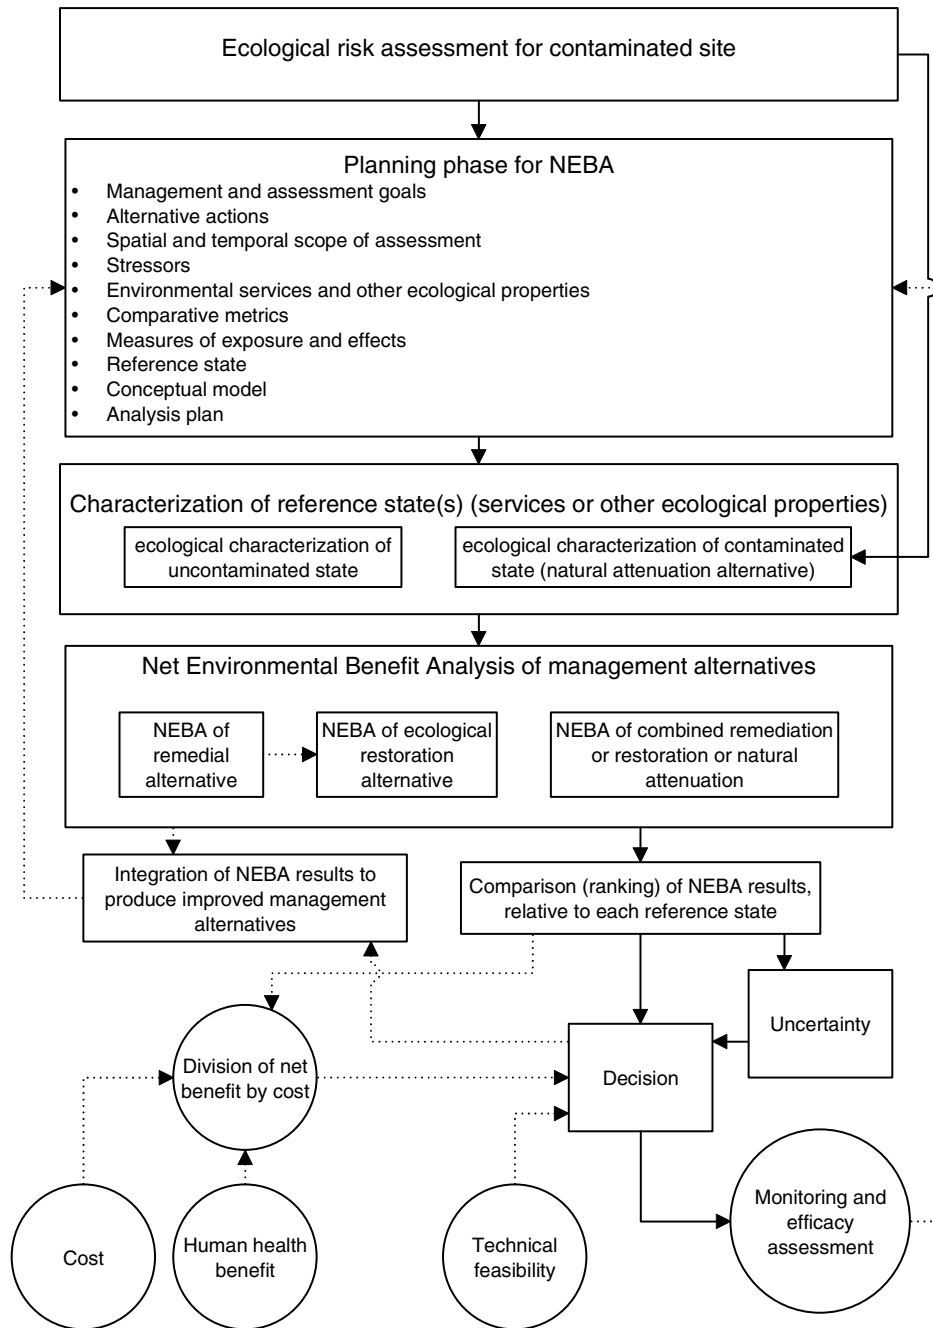 Ecological risk assessment for contaminated site
Planning phase for NEBA
• Management and assessment goals
• Alternative actions
• Spatial and temporal scope of assessment
• Stressors
• Environmental services and other ecological properties
• Comparative metrics
• Measures of exposure and effects
• Reference state
• Conceptual model
• Analysis plan
Characterization of reference state(s) (services or other ecological properties)
ecological characterization of
uncontaminated state
ecological characterization of contaminated
state (natural attenuation alternative)
Net Environmental Benefit Analysis of management alternatives
NEBA of
remedial
alternative
NEBA of ecological
restoration
alternative
NEBA of combined remediation
or restoration or natural
attenuation
Integration of NEBA results to
produce improved management
alternatives
Comparison (ranking) of NEBA results,
relative to each reference state
Uncertainty
Division of net
benefit by cost
Decision
Cost
Human health
benefit
Technical
feasibility
Monitoring and
efficacy
assessment